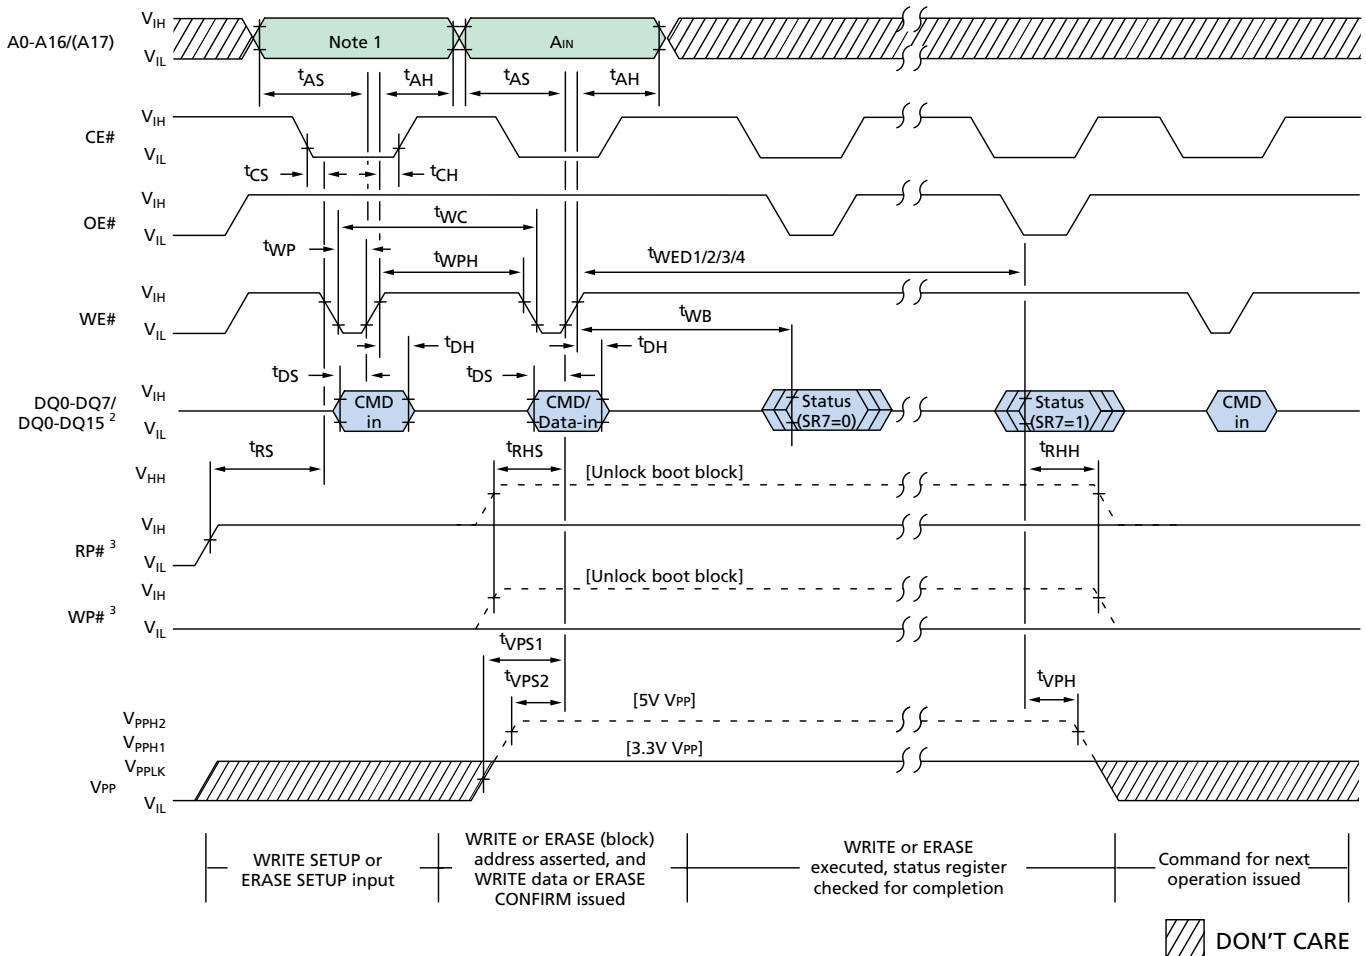 A0-A16/(A17)
VIH
VIL
Note 1
AIN
tAS
tAH
tAS
tAH
CE#
VIH
VIL
tCS
tCH
OE#
VIH
VIL
tWC
tWP
tWPH
tWED1/2/3/4
WE#
VIH
VIL
tWB
tDH
tDH
tDS
tDS
DQ0-DQ7/
DQ0-DQ15 2
VIH
VIL
CMD
in
CMD/
Data-in
Status
(SR7=0)
Status
(SR7=1)
CMD
in
tRS
tRHS
tRHH
[Unlock boot block]
RP# 3
VHH
VIH
VIL
[Unlock boot block]
WP# 3
VIH
VIL
tVPS1
tVPS2
tVPH
[5V VPP]
[3.3V VPP]
VPP
VPPH2
VPPH1
VPPLK
VIL
WRITE SETUP or
ERASE SETUP input
WRITE or ERASE (block)
address asserted, and
WRITE data or ERASE
CONFIRM issued
WRITE or ERASE
executed, status register
checked for completion
Command for next
operation issued
DON'T CARE